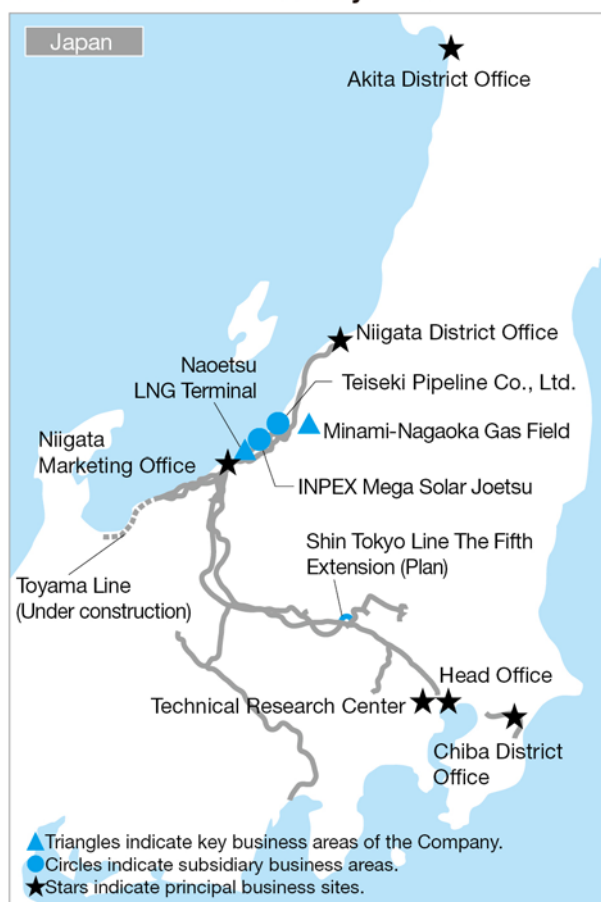 Japan
Akita District Office
Niigata District Office
Naoetsu
LNG Terminal
Teiseki Pipeline Co., Ltd.
Minami-Nagaoka Gas Field
Niigata
Marketing Office
INPEX Mega Solar Joetsu
Shin Tokyo Line The Fifth
Extension (Plan)
Toyama Line
(Under construction)
Head Office
Technical Research Center
Chiba District
Office
Triangles indicate key business areas of the Company.
Circles indicate subsidiary business areas.
Stars indicate principal business sites.